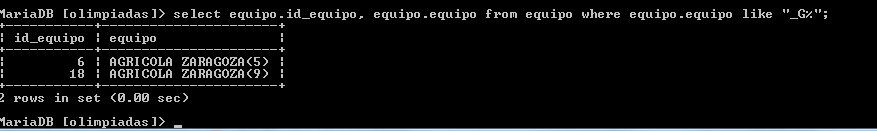 MariaDB [olimpiadas]> select equipo.id_equipo, equipo.equipo from equipo where equipo.equipo like "_G%";
+-----------+----------------------+
| id_equipo | equipo |
+-----------+----------------------+
| 6 | AGRICOLA ZARAGOZA(5) |
| 18 | AGRICOLA ZARAGOZA(9) |
+-----------+----------------------+
2 rows in set (0.00 sec)
MariaDB [olimpiadas]> _